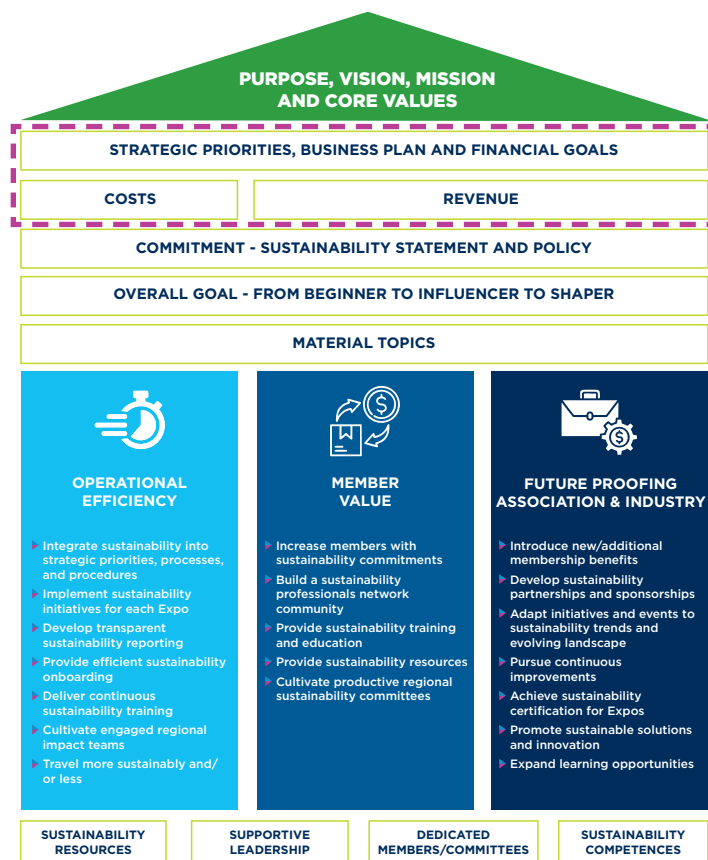 PURPOSE, VISION, MISSION
AND CORE VALUES
STRATEGIC PRIORITIES, BUSINESS PLAN AND FINANCIAL GOALS
COSTS
REVENUE
COMMITMENT - SUSTAINABILITY STATEMENT AND POLICY
OVERALL GOAL - FROM BEGINNER TO INFLUENCER TO SHAPER
MATERIAL TOPICS
OPERATIONAL
EFFICIENCY
Integrate sustainability into
strategic priorities, processes,
and procedures
Implement sustainability
initiatives for each Expo
Develop transparent
sustainability reporting
Provide efficient sustainability
onboarding
Deliver continuous
sustainability training
Cultivate engaged regional
impact teams
Travel more sustainably and/
or less
$
MEMBER
VALUE
Increase members with
sustainability commitments
Build a sustainability
professionals network
community
Provide sustainability training
and education
Provide sustainability resources
Cultivate productive regional
sustainability committees
$
FUTURE PROOFING
ASSOCIATION & INDUSTRY
Introduce new/additional
membership benefits
Develop sustainability
partnerships and sponsorships
Adapt initiatives and events to
sustainability trends and
evolving landscape
Pursue continuous
improvements
Achieve sustainability
certification for Expos
Promote sustainable solutions
and innovation
Expand learning opportunities
SUSTAINABILITY
RESOURCES
SUPPORTIVE
LEADERSHIP
DEDICATED
MEMBERS/COMMITTEES
SUSTAINABILITY
COMPETENCES